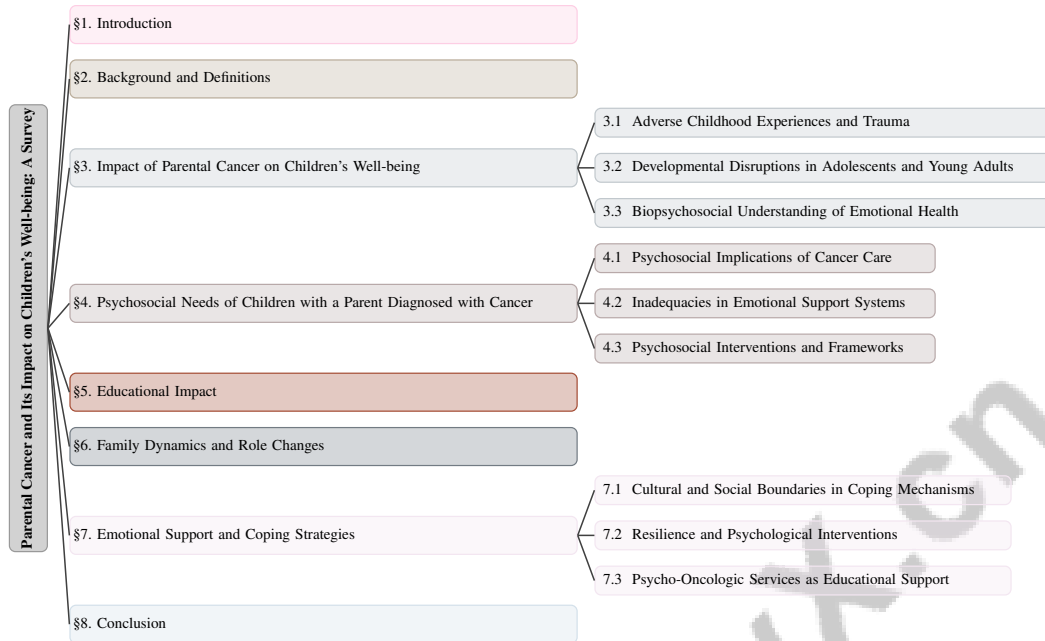 Parental Cancer and Its Impact on Children's Well-being: A Survey
§1. Introduction
§2. Background and Definitions
§3. Impact of Parental Cancer on Children's Well-being
3.1 Adverse Childhood Experiences and Trauma
3.2 Developmental Disruptions in Adolescents and Young Adults
3.3 Biopsychosocial Understanding of Emotional Health
§4. Psychosocial Needs of Children with a Parent Diagnosed with Cancer
4.1 Psychosocial Implications of Cancer Care
4.2 Inadequacies in Emotional Support Systems
4.3 Psychosocial Interventions and Frameworks
§5. Educational Impact
§6. Family Dynamics and Role Changes
§7. Emotional Support and Coping Strategies
7.1 Cultural and Social Boundaries in Coping Mechanisms
7.2 Resilience and Psychological Interventions
7.3 Psycho-Oncologic Services as Educational Support
§8. Conclusion